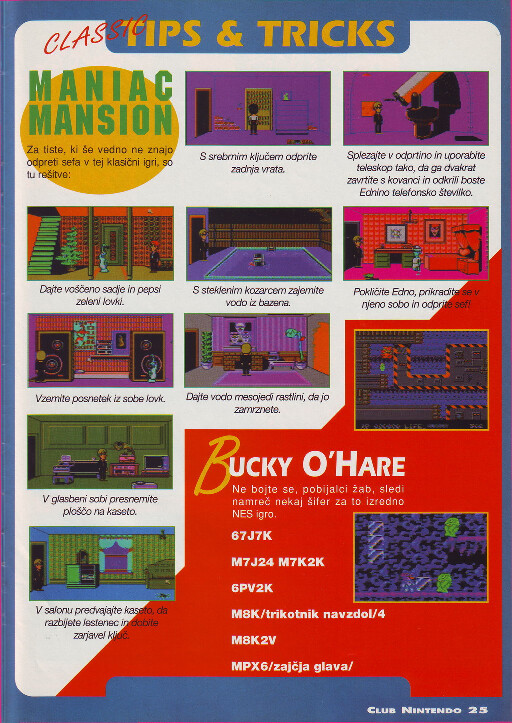 CLASSIC TIPS & TRICKS
MANIAC
MANSION
Za tiste, ki še vedno ne znajo
odpreti sefa v tej klasični igri, so
tu rešitve:
S srebrnim ključem odprite
zadnja vrata.
Splezajte v odprtino in uporabite
teleskop tako, da ga dvakrat
zavrtite s kovanci in odkrili boste
Ednino telefonsko številko.
Dajte voščeno sadje in pepsi
zeleni lovki.
S steklenim kozarcem zajemite
vodo iz bazena.
Pokličite Edno, prikradite se v
njeno sobo in odprite sef!
Vzemite posnetek iz sobe lovk.
Dajte vodo mesojedi rastlini, da jo
zamrznete.
V glasbeni sobi presnemite
ploščo na kaseto.
V salonu predvajajte kaseto, da
razbijete lestenec in dobite
zarjavel ključ.
BUCKY O'HARE
Ne bojte se, pobijalci žab, sledi
namreč nekaj šifer za to izredno
NES igro.
67J7K
M7J24 M7K2K
6PV2K
M8K/trikotnik navzdol/4
M8K2V
MPX6/zajčja glava/
CLUB NINTENDO 25